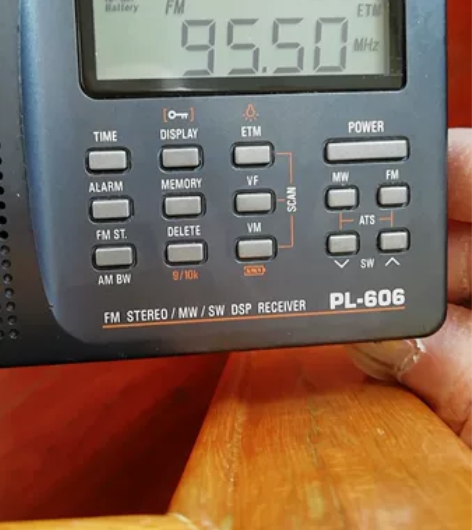 Battery FM ETM
95.50 MHz
TIME DISPLAY ETM POWER
ALARM MEMORY VF MW FM
SCAN
ATS
FM ST. DELETE VM
AM BW 9/10k SW
FM STEREO / MW / SW DSP RECEIVER PL-606